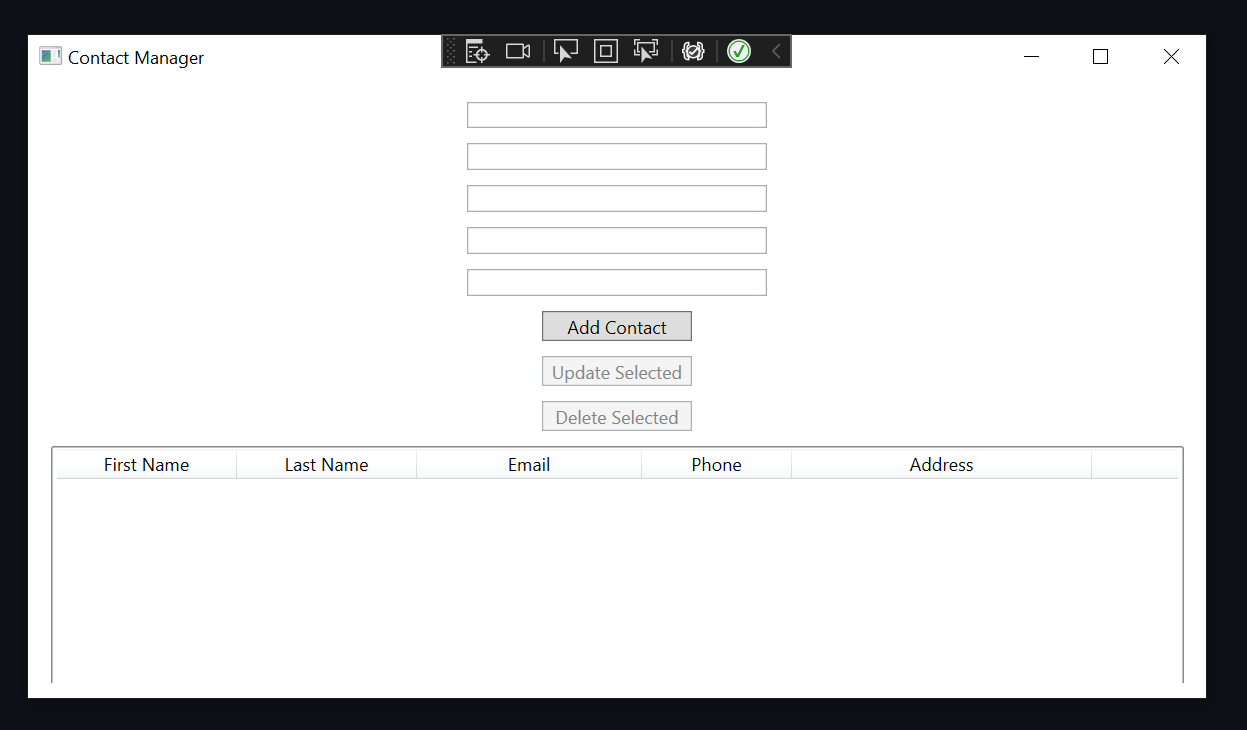 Contact Manager
Add Contact
Update Selected
Delete Selected
First Name Last Name Email Phone Address